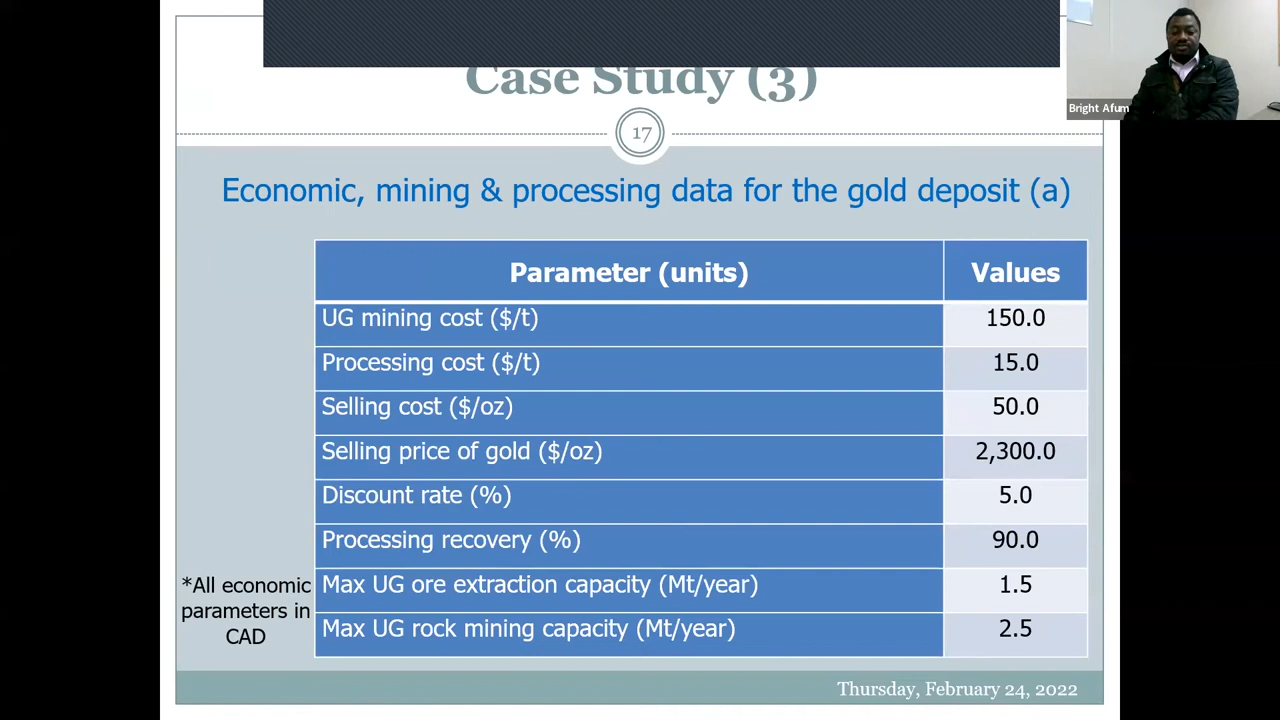 Case Study (3)
17
Bright Afum
Economic, mining & processing data for the gold deposit (a)
Parameter (units) Values
UG mining cost ($/t) 150.0
Processing cost ($/t) 15.0
Selling cost ($/oz) 50.0
Selling price of gold ($/oz) 2,300.0
Discount rate (%) 5.0
Processing recovery (%) 90.0
Max UG ore extraction capacity (Mt/year) 1.5
Max UG rock mining capacity (Mt/year) 2.5
*All economic
parameters in
CAD
Thursday, February 24, 2022